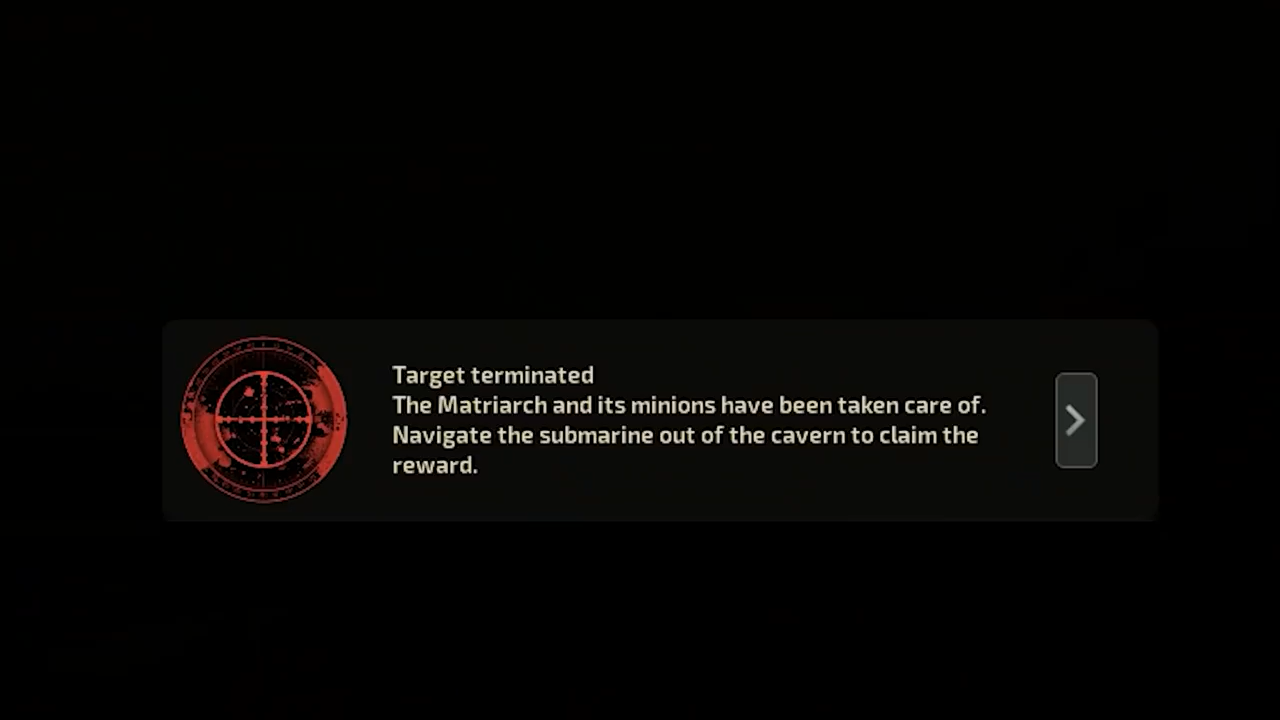 Target terminated
The Matriarch and its minions have been taken care of.
Navigate the submarine out of the cavern to claim the
reward.